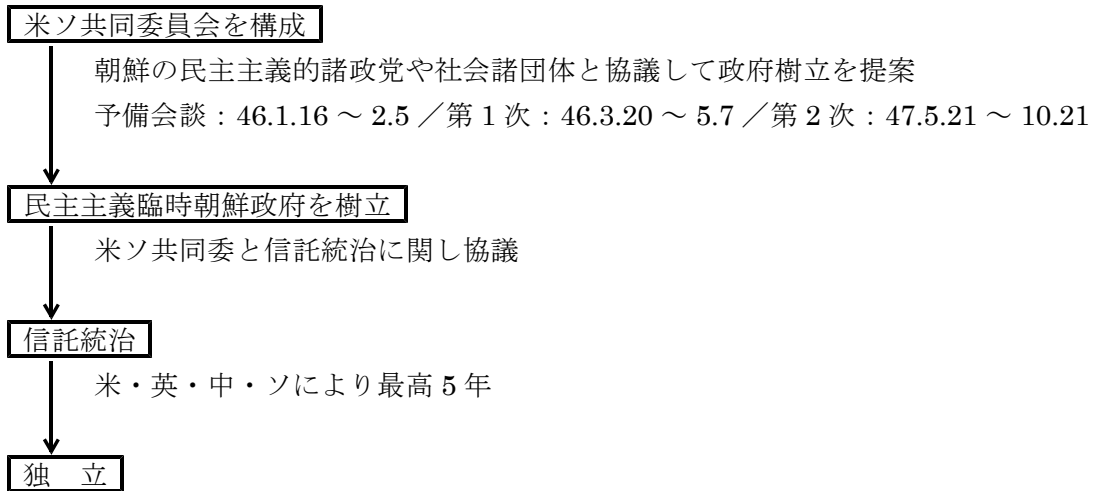 米ソ共同委員会を構成
朝鮮の民主主義的諸政党や社会諸団体と協議して政府樹立を提案
予備会談：46.1.16 ～ 2.5 ／第 1 次：46.3.20 ～ 5.7 ／第 2 次：47.5.21 ～ 10.21
民主主義臨時朝鮮政府を樹立
米ソ共同委と信託統治に関し協議
信託統治
米・英・中・ソにより最高 5 年
独　立